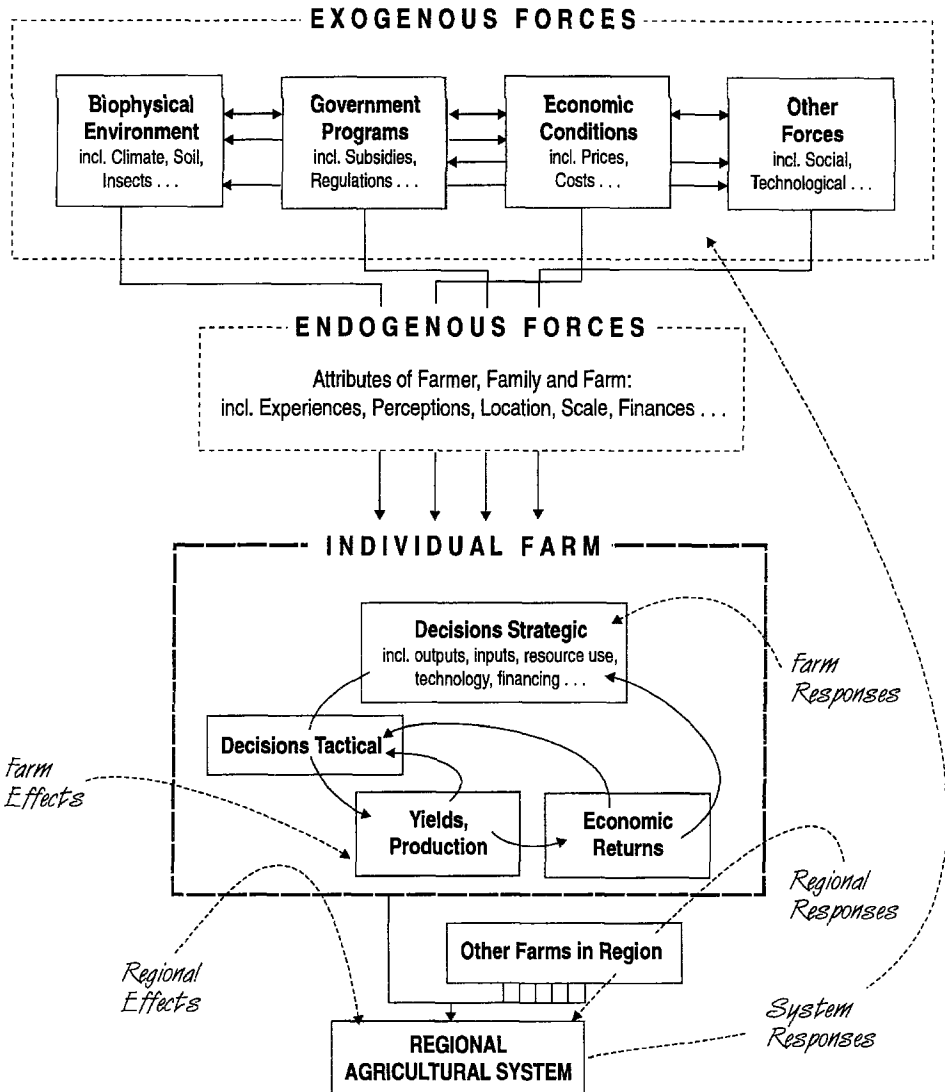 EXOGENOUS FORCES
Biophysical
Environment
incl. Climate, Soil,
Insects . . .
Government
Programs
incl. Subsidies,
Regulations . . .
Economic
Conditions
incl. Prices,
Costs . . .
Other
Forces
incl. Social,
Technological . . .
ENDOGENOUS FORCES
Attributes of Farmer, Family and Farm:
incl. Experiences, Perceptions, Location, Scale, Finances . . .
INDIVIDUAL FARM
Decisions Strategic
incl. outputs, inputs, resource use,
technology, financing . . .
Farm
Responses
Decisions Tactical
Farm
Effects
Yields,
Production
Economic
Returns
Regional
Responses
Other Farms in Region
Regional
Effects
System
Responses
REGIONAL
AGRICULTURAL SYSTEM